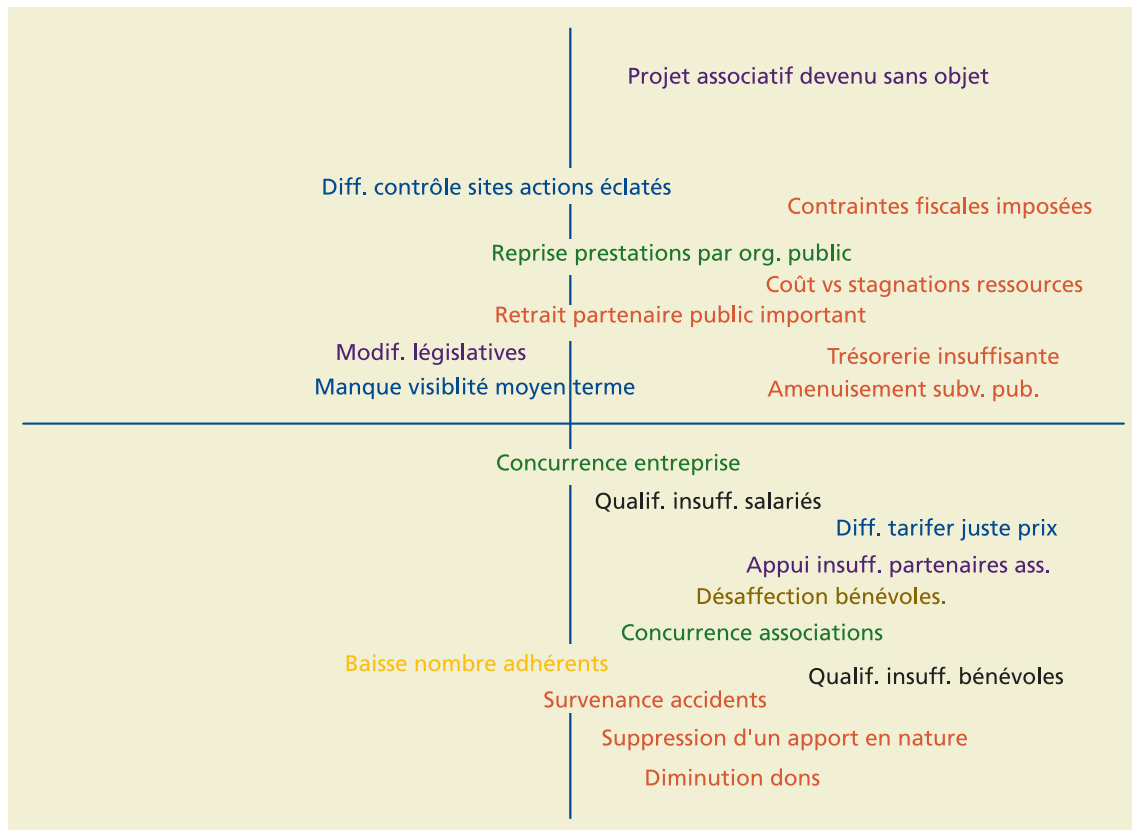 Projet associatif devenu sans objet
Diff. contrôle sites actions éclatés
Contraintes fiscales imposées
Reprise prestations par org. public
Coût vs stagnations ressources
Retrait partenaire public important
Modif. législatives
Trésorerie insuffisante
Manque visiblité moyen terme
Amenuisement subv. pub.
Concurrence entreprise
Qualif. insuff. salariés
Diff. tarifer juste prix
Appui insuff. partenaires ass.
Désaffection bénévoles.
Concurrence associations
Baisse nombre adhérents
Qualif. insuff. bénévoles
Survenance accidents
Suppression d'un apport en nature
Diminution dons